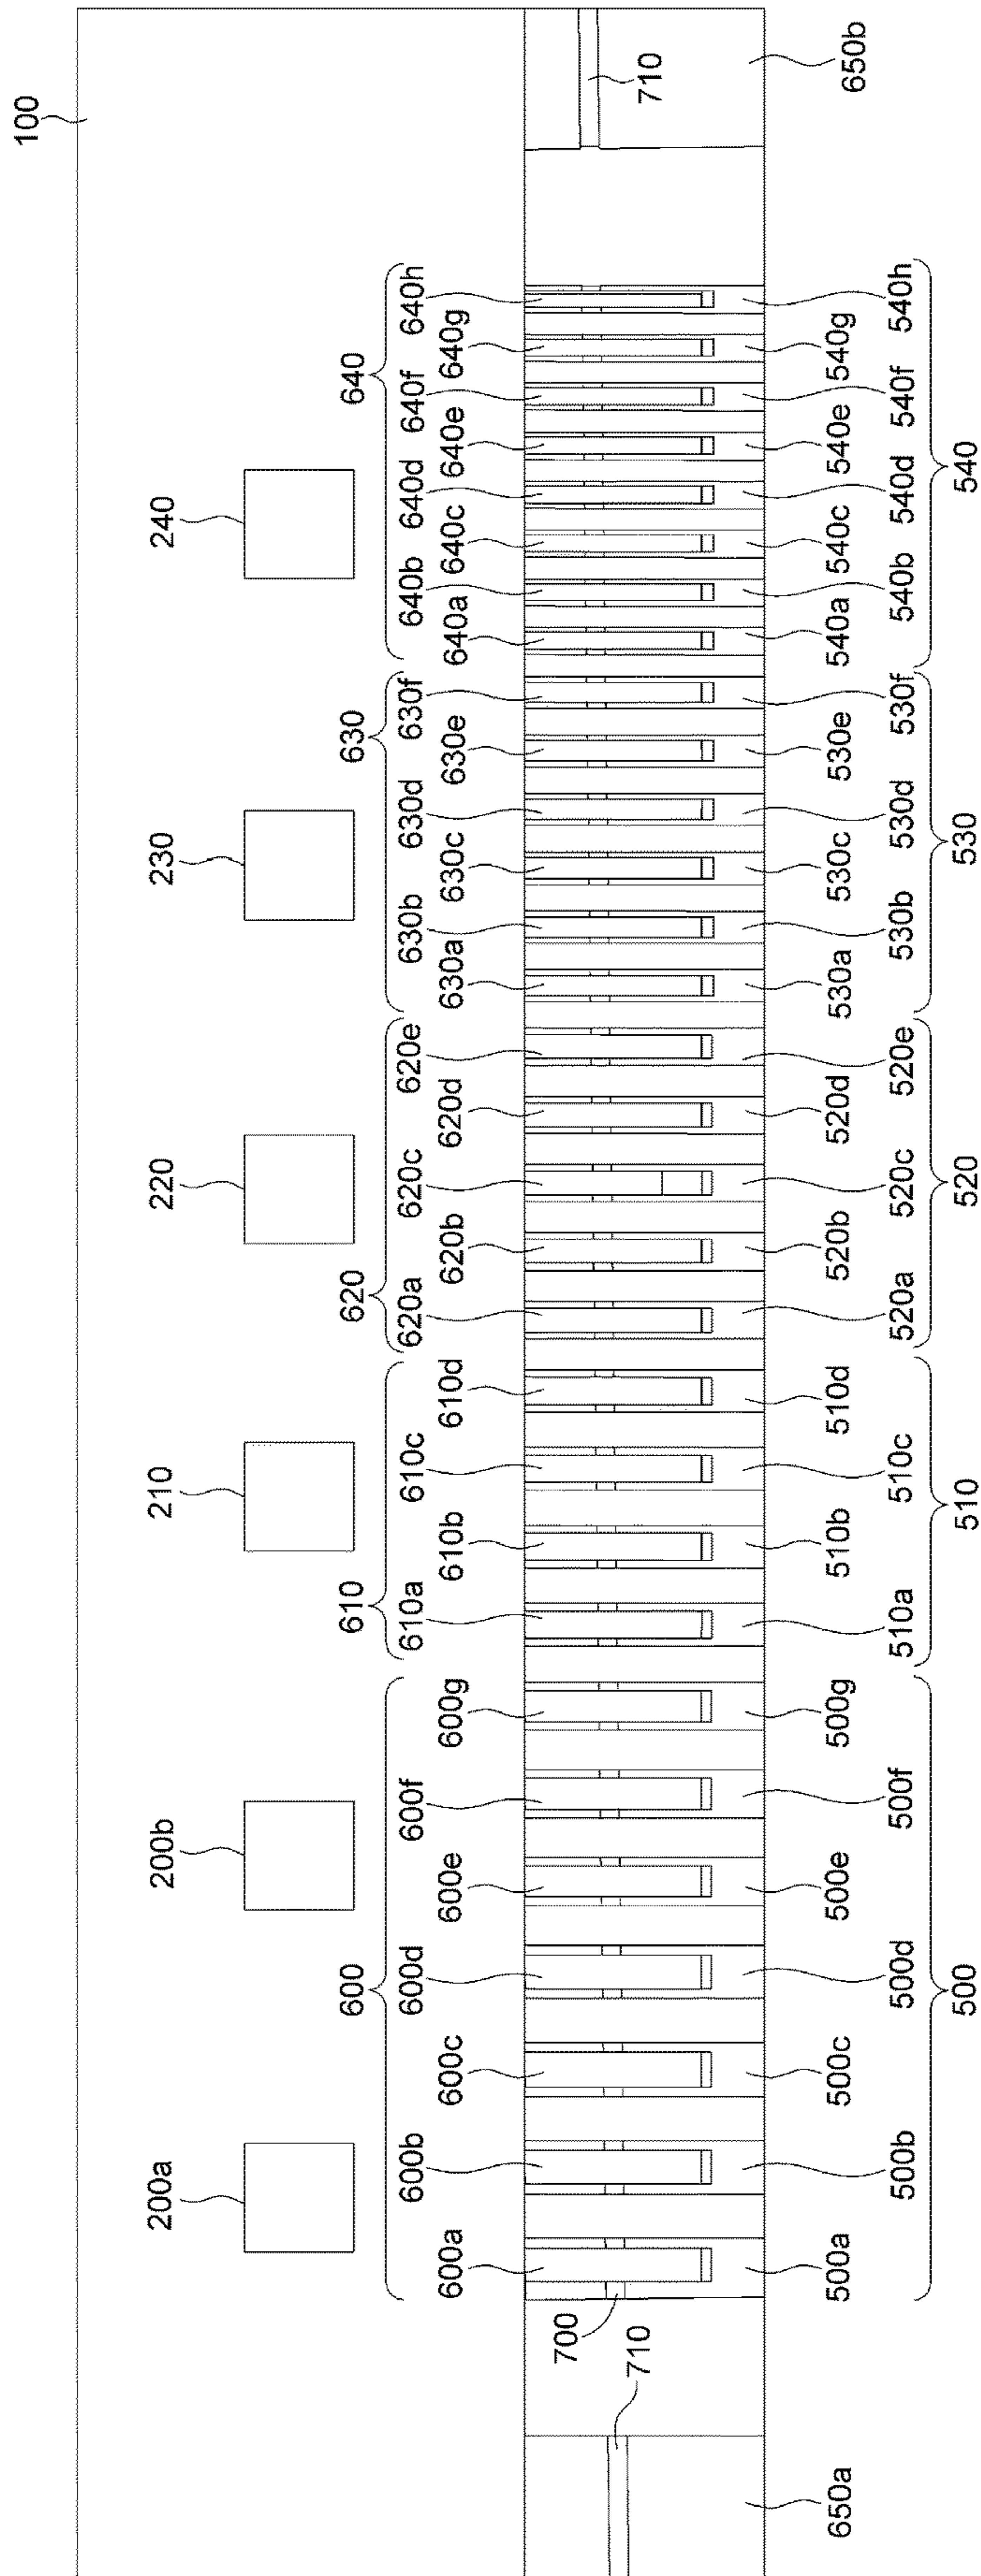 100
200a 200b 210 220 230 240
600 610 620 630 640
600b 600d 600f 610a 610c 620a 620c 620e 630b 630d 630f 640b 640d 640f 640h
600a 600c 600e 600g 610b 610d 620b 620d 630a 630c 630e 640a 640c 640e 640g
700
710 710
650a 500a 500c 500e 500g 510b 510d 520b 520d 530a 530c 530e 540a 540c 540e 540g 650b
500b 500d 500f 510a 510c 520a 520c 520e 530b 530d 530f 540b 540d 540f 540h
500 510 520 530 540